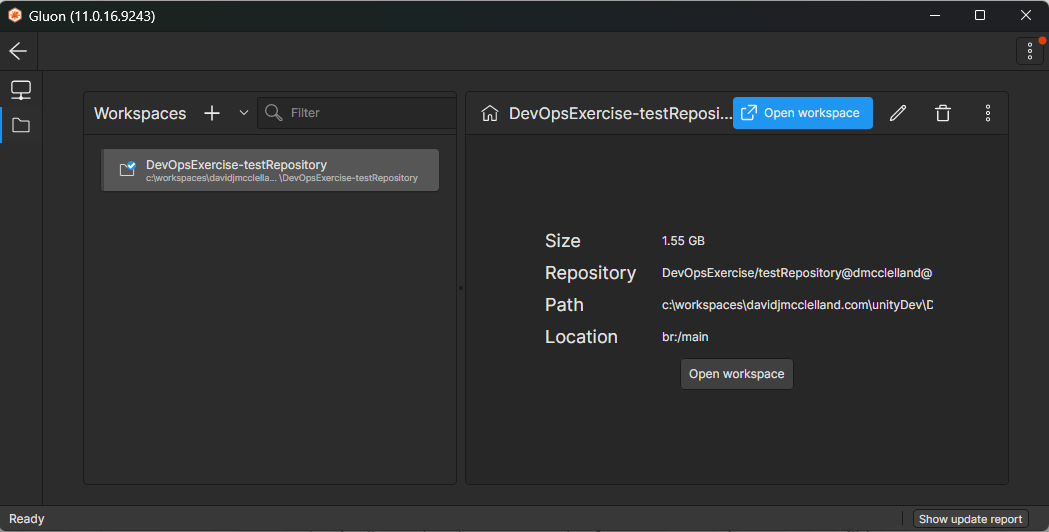 Gluon (11.0.16.9243)
Workspaces
Filter
DevOpsExercise-testRepository
c:\workspaces\davidjmcclella... \DevOpsExercise-testRepository
DevOpsExercise-testReposi...
Open workspace
Size 1.55 GB
Repository DevOpsExercise/testRepository@dmcclelland@
Path c:\workspaces\davidjmcclelland.com\unityDev\D
Location br:/main
Open workspace
Ready
Show update report